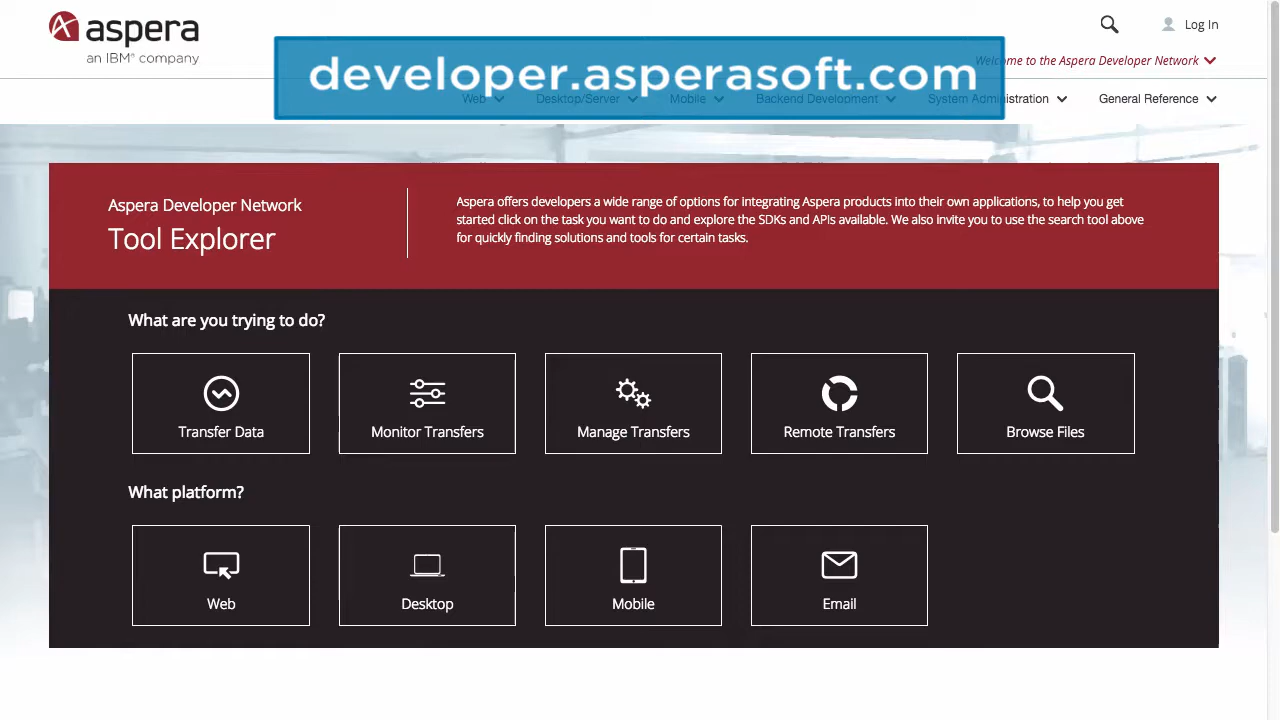 aspera
an IBM® company
Log In
developer.asperasoft.com
Welcome to the Aspera Developer Network
Web
Desktop/Server
Mobile
Backend Development
System Administration
General Reference
Aspera Developer Network
Tool Explorer
Aspera offers developers a wide range of options for integrating Aspera products into their own applications, to help you get
started click on the task you want to do and explore the SDKs and APIs available. We also invite you to use the search tool above
for quickly finding solutions and tools for certain tasks.
What are you trying to do?
Transfer Data
Monitor Transfers
Manage Transfers
Remote Transfers
Browse Files
What platform?
Web
Desktop
Mobile
Email